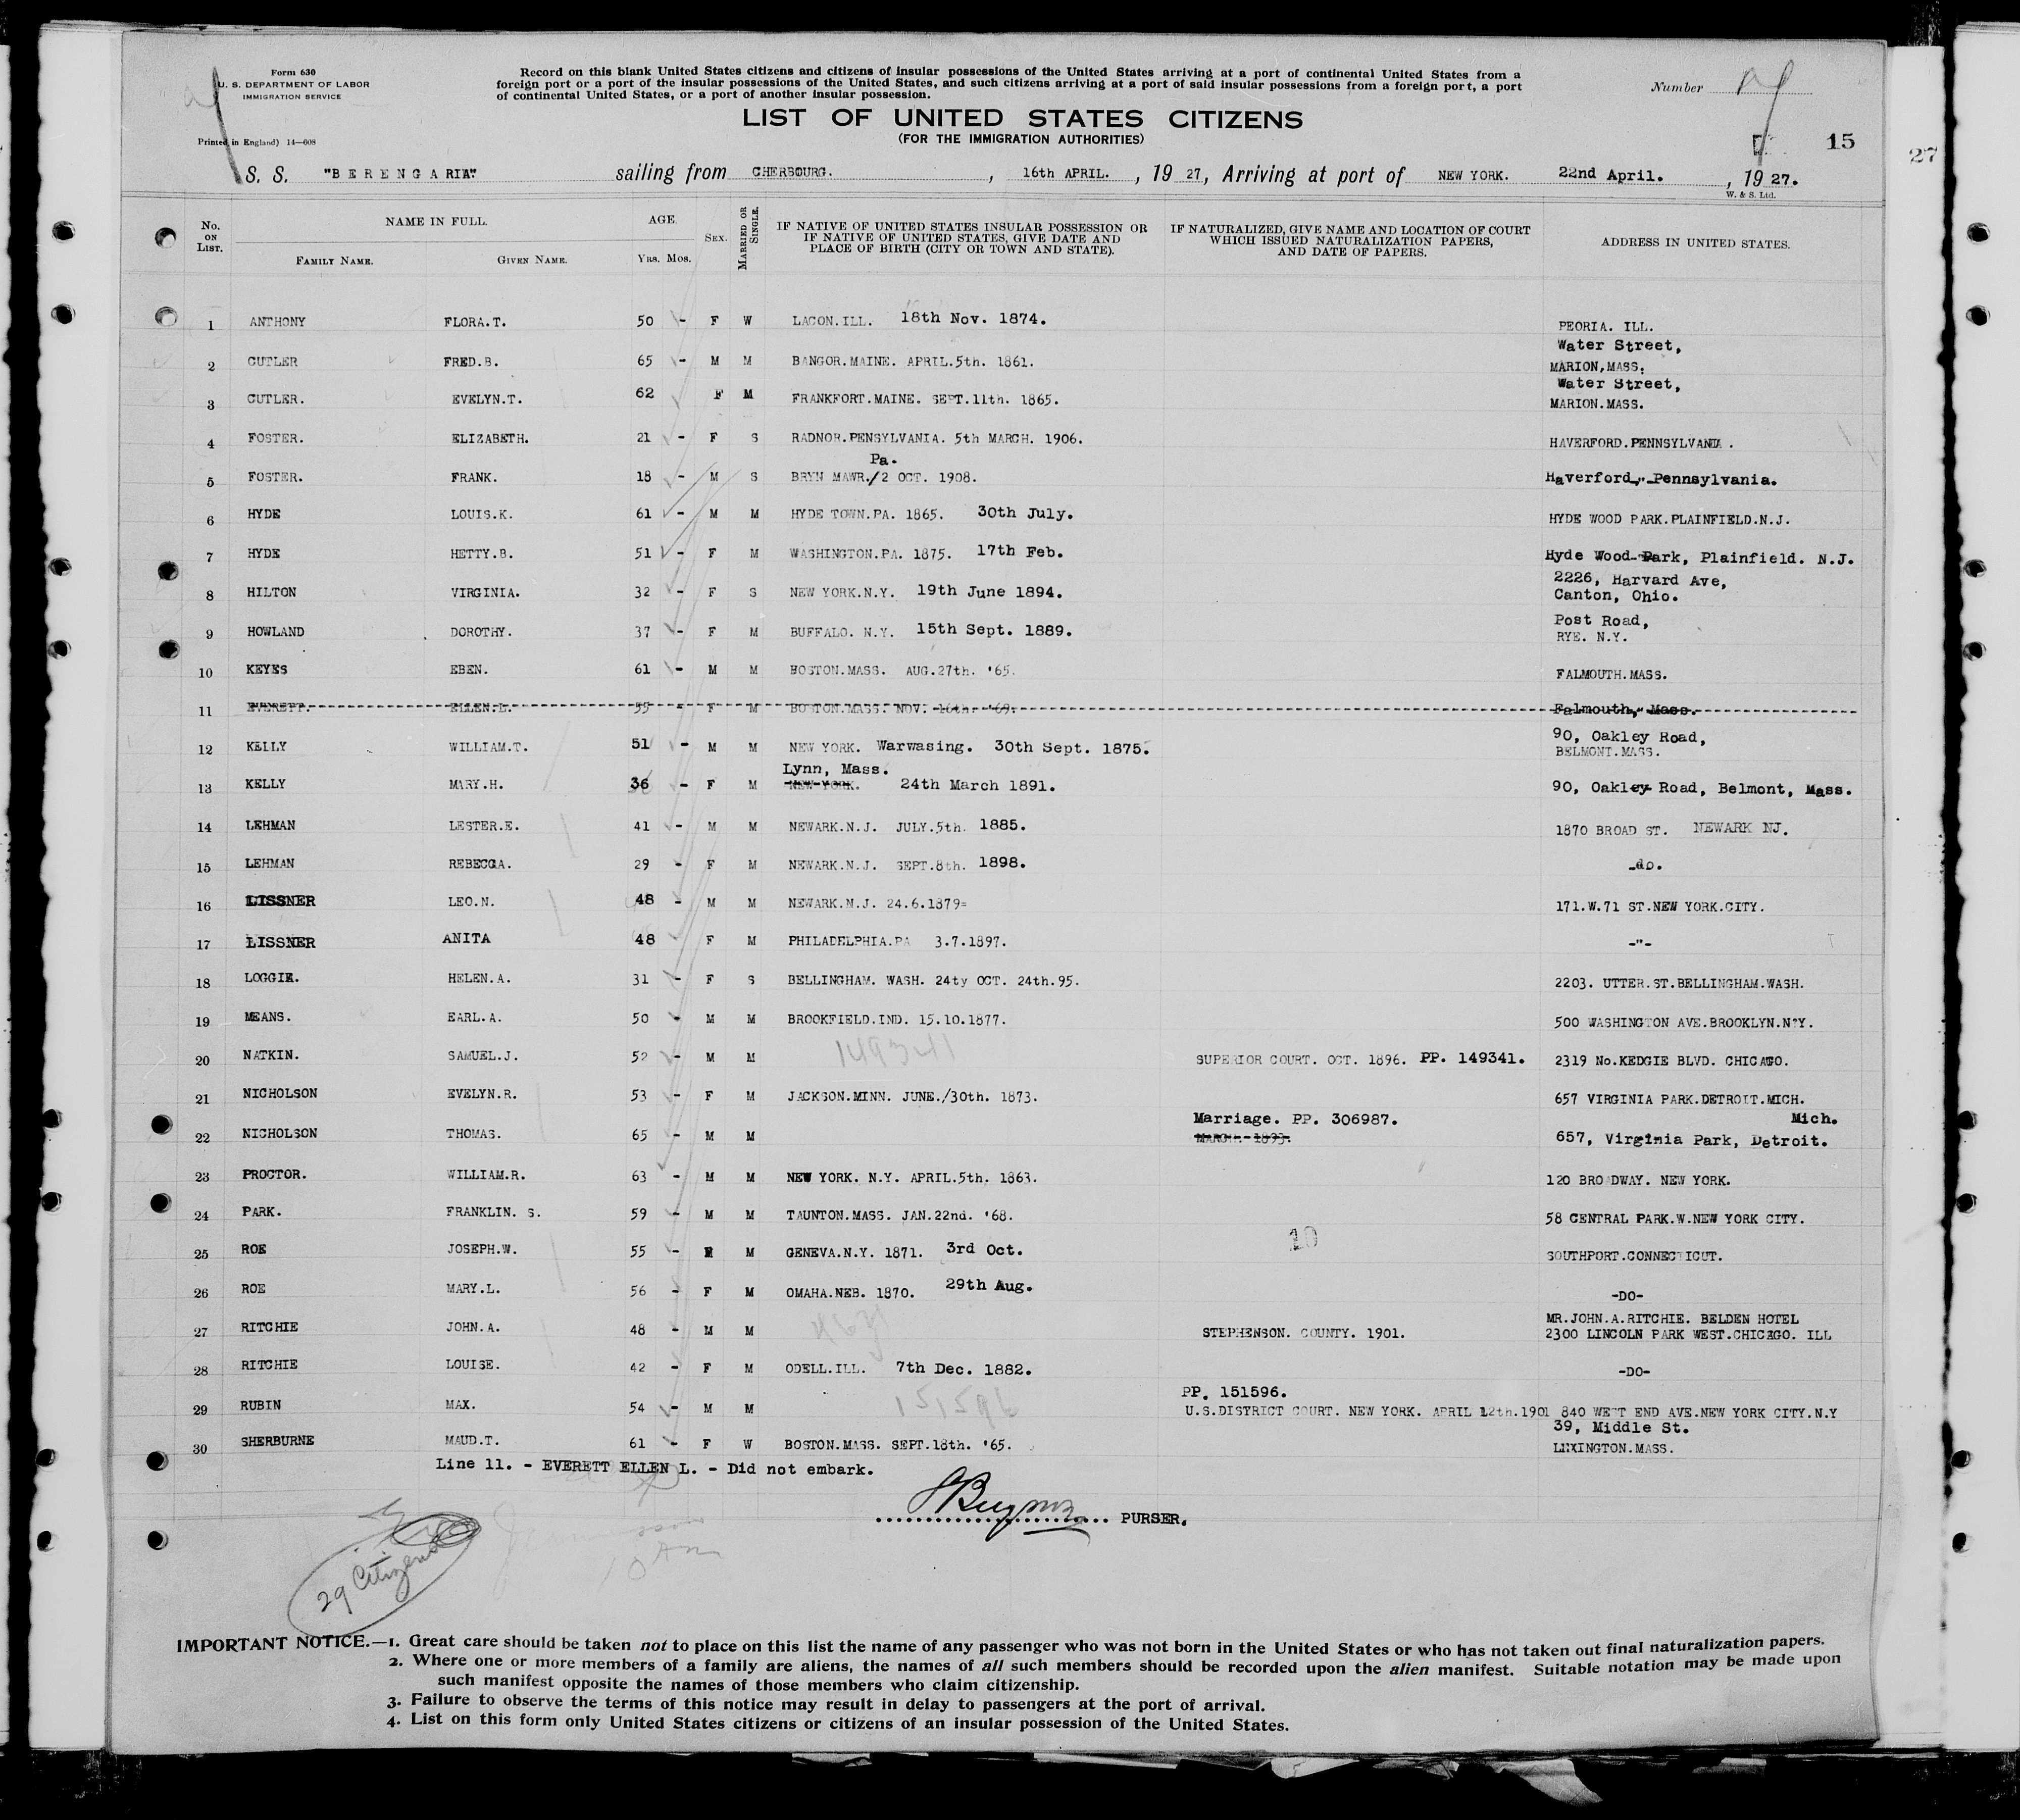 Form 630
U. S. DEPARTMENT OF LABOR
IMMIGRATION SERVICE
Printed in England) 14—608
Record on this blank United States citizens and citizens of insular possessions of the United States arriving at a port of continental United States from a
foreign port or a port of the insular possessions of the United States, and such citizens arriving at a port of said insular possessions from a foreign port, a port
of continental United States, or a port of another insular possession.
Number
LIST OF UNITED STATES CITIZENS
(FOR THE IMMIGRATION AUTHORITIES)
15
27
S. S. "BERENGARIA" sailing from CHERBOURG. , 16th APRIL. , 19 27, Arriving at port of NEW YORK. 22nd April. , 19 27.
W. & S. Ltd.
No. ON LIST. NAME IN FULL. AGE SEX. MARRIED OR SINGLE. IF NATIVE OF UNITED STATES INSULAR POSSESSION OR IF NATIVE OF UNITED STATES, GIVE DATE AND PLACE OF BIRTH (CITY OR TOWN AND STATE). IF NATURALIZED, GIVE NAME AND LOCATION OF COURT WHICH ISSUED NATURALIZATION PAPERS, AND DATE OF PAPERS. ADDRESS IN UNITED STATES.
FAMILY NAME. GIVEN NAME. YRS. MOS.
1 ANTHONY FLORA.T. 50 - F W LACON.ILL. 18th Nov. 1874. PEORIA. ILL.
Water Street,
2 CUTLER FRED.B. 65 - M M BANGOR.MAINE. APRIL.5th. 1861. MARION,MASS.
Water Street,
3 CUTLER. EVELYN.T. 62 F M FRANKFORT.MAINE. SEPT.11th. 1865. MARION.MASS.
4 FOSTER. ELIZABETH. 21 - F S RADNOR.PENSYLVANIA. 5th MARCH. 1906. HAVERFORD.PENNSYLVANIA .
Pa.
5 FOSTER. FRANK. 18 - M S BRYN MAWR./2 OCT. 1908. Haverford, Pennsylvania.
6 HYDE LOUIS.K. 61 - M M HYDE TOWN.PA. 1865. 30th July. HYDE WOOD PARK.PLAINFIELD.N.J.
7 HYDE HETTY.B. 51 - F M WASHINGTON.PA. 1875. 17th Feb. Hyde Wood Park, Plainfield. N.J.
2226, Harvard Ave,
8 HILTON VIRGINIA. 32 - F S NEW YORK.N.Y. 19th June 1894. Canton, Ohio.
Post Road,
9 HOWLAND DOROTHY. 37 - F M BUFFALO. N.Y. 15th Sept. 1889. RYE. N.Y.
10 KEYES EBEN. 61 - M M BOSTON.MASS. AUG.27th. '65. FALMOUTH.MASS.
11 EVERETT. ELLEN.L. 55 - F M BOSTON.MASS. NOV. 16th. '69. Falmouth, Mass.
90, Oakley Road,
12 KELLY WILLIAM.T. 51 - M M NEW YORK. Warwasing. 30th Sept. 1875. BELMONT.MASS.
Lynn, Mass.
13 KELLY MARY.H. 36 - F M NEW YORK. 24th March 1891. 90, Oakley Road, Belmont, Mass.
14 LEHMAN LESTER.E. 41 - M M NEWARK.N.J. JULY.5th. 1885. 1870 BROAD ST. NEWARK NJ.
15 LEHMAN REBECCA. 29 - F M NEWARK.N.J. SEPT.8th. 1898. -do.
16 LISSNER LEO.N. 48 - M M NEWARK.N.J. 24.6.1879= 171.W.71 ST.NEW YORK.CITY.
17 LISSNER ANITA 48 F M PHILADELPHIA.PA 3.7.1897. -"-
18 LOGGIE. HELEN.A. 31 - F S BELLINGHAM. WASH. 24ty OCT. 24th.95. 2203. UTTER.ST.BELLINGHAM.WASH.
19 MEANS. EARL.A. 50 - M M BROOKFIELD.IND. 15.10.1877. 500 WASHINGTON AVE.BROOKLYN.N?Y.
20 NATKIN. SAMUEL.J. 52 - M M 149341 SUPERIOR COURT. OCT. 1896. PP. 149341. 2319 No.KEDGIE BLVD. CHICAGO.
21 NICHOLSON EVELYN.R. 53 - F M JACKSON.MINN. JUNE./30th. 1873. 657 VIRGINIA PARK.DETROIT.MICH.
Marriage. PP. 306987. Mich.
22 NICHOLSON THOMAS. 65 - M M MARCH. 1893. 657, Virginia Park, Detroit.
23 PROCTOR. WILLIAM.R. 63 - M M NEW YORK. N.Y. APRIL.5th. 1863. 120 BROADWAY. NEW YORK.
24 PARK. FRANKLIN. S. 59 - M M TAUNTON.MASS. JAN.22nd. '68. 58 CENTRAL PARK.W.NEW YORK CITY.
10
25 ROE JOSEPH.W. 55 - M M GENEVA.N.Y. 1871. 3rd Oct. SOUTHPORT.CONNECTICUT.
26 ROE MARY.L. 56 - F M OMAHA.NEB. 1870. 29th Aug. -DO-
MR.JOHN.A.RITCHIE. BELDEN HOTEL
27 RITCHIE JOHN.A. 48 - M M STEPHENSON. COUNTY. 1901. 2300 LINCOLN PARK WEST.CHICAGO. ILL
28 RITCHIE LOUISE. 42 - F M ODELL.ILL. 7th Dec. 1882. -DO-
PP. 151596.
29 RUBIN MAX. 54 - M M 151596 U.S.DISTRICT COURT. NEW YORK. APRIL 12th.1901 840 WEST END AVE.NEW YORK CITY.N.Y
39, Middle St.
30 SHERBURNE MAUD.T. 61 - F W BOSTON.MASS. SEPT.18th. '65. LEXINGTON.MASS.
Line 11. - EVERETT ELLEN L. - Did not embark.
PURSER.
29 Citizens
IMPORTANT NOTICE.—1. Great care should be taken not to place on this list the name of any passenger who was not born in the United States or who has not taken out final naturalization papers.
2. Where one or more members of a family are aliens, the names of all such members should be recorded upon the alien manifest. Suitable notation may be made upon
such manifest opposite the names of those members who claim citizenship.
3. Failure to observe the terms of this notice may result in delay to passengers at the port of arrival.
4. List on this form only United States citizens or citizens of an insular possession of the United States.